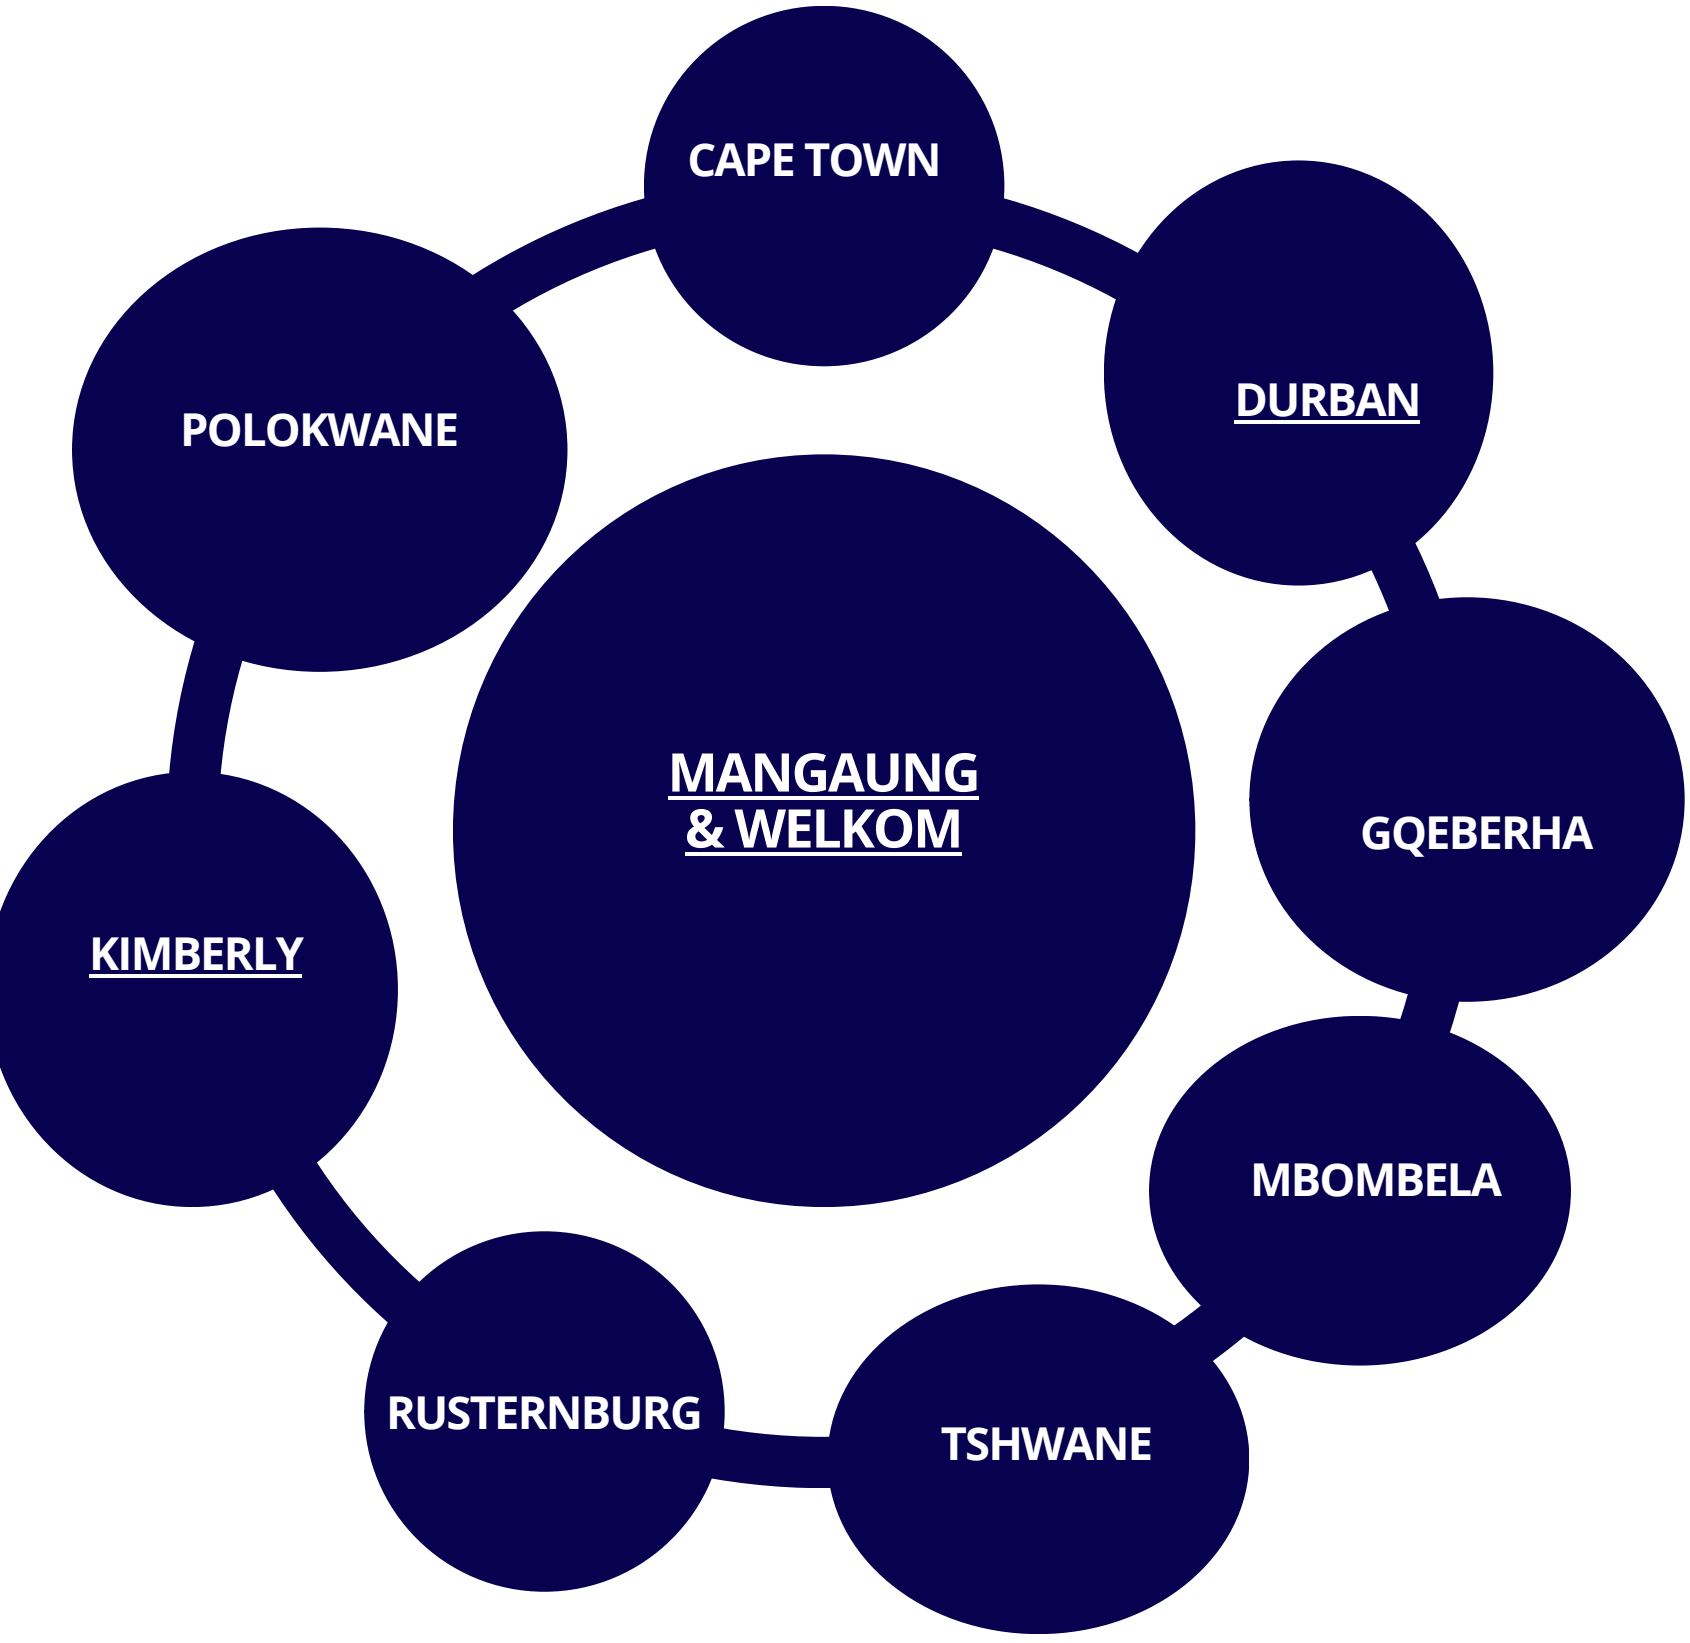 CAPE TOWN
DURBAN
POLOKWANE
MANGAUNG
& WELKOM
GQEBERHA
KIMBERLY
MBOMBELA
RUSTERNBURG
TSHWANE